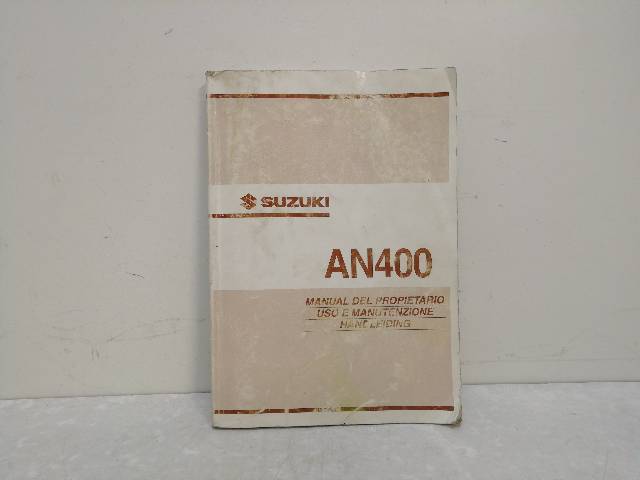 SUZUKI
AN400
MANUAL DEL PROPIETARIO
USO E MANUTENZIONE
HANDLEIDING